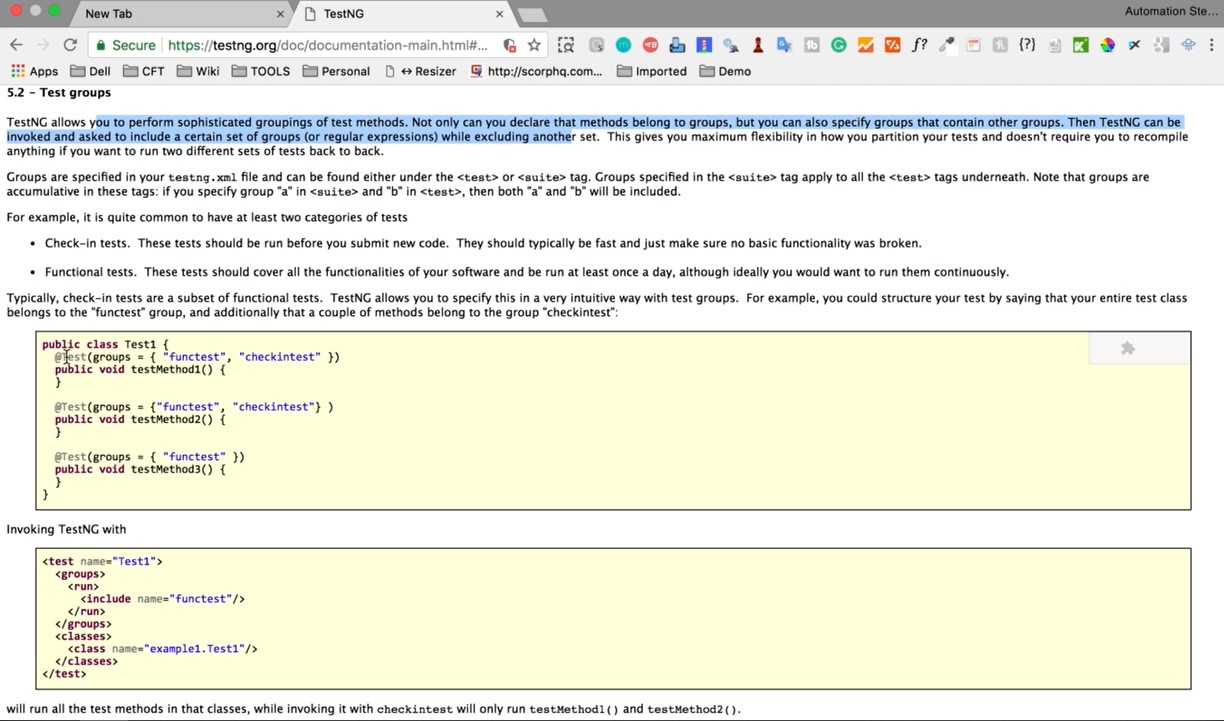 New Tab
TestNG
Automation Ste...
Secure
https://testng.org/doc/documentation-main.html#...
f?
{?}
Apps
Dell
CFT
Wiki
TOOLS
Personal
Resizer
http://scorphq.com...
Imported
Demo
5.2 - Test groups
TestNG allows you to perform sophisticated groupings of test methods. Not only can you declare that methods belong to groups, but you can also specify groups that contain other groups. Then TestNG can be
invoked and asked to include a certain set of groups (or regular expressions) while excluding another set.  This gives you maximum flexibility in how you partition your tests and doesn't require you to recompile
anything if you want to run two different sets of tests back to back.
Groups are specified in your testng.xml file and can be found either under the <test> or <suite> tag. Groups specified in the <suite> tag apply to all the <test> tags underneath. Note that groups are
accumulative in these tags: if you specify group "a" in <suite> and "b" in <test>, then both "a" and "b" will be included.
For example, it is quite common to have at least two categories of tests
• Check-in tests.  These tests should be run before you submit new code.  They should typically be fast and just make sure no basic functionality was broken.
• Functional tests.  These tests should cover all the functionalities of your software and be run at least once a day, although ideally you would want to run them continuously.
Typically, check-in tests are a subset of functional tests.  TestNG allows you to specify this in a very intuitive way with test groups.  For example, you could structure your test by saying that your entire test class
belongs to the "functest" group, and additionally that a couple of methods belong to the group "checkintest":
public class Test1 {
@Test(groups = { "functest", "checkintest" })
public void testMethod1() {
}
@Test(groups = {"functest", "checkintest"} )
public void testMethod2() {
}
@Test(groups = { "functest" })
public void testMethod3() {
}
}
Invoking TestNG with
<test name="Test1">
<groups>
<run>
<include name="functest"/>
</run>
</groups>
<classes>
<class name="example1.Test1"/>
</classes>
</test>
will run all the test methods in that classes, while invoking it with checkintest will only run testMethod1() and testMethod2().